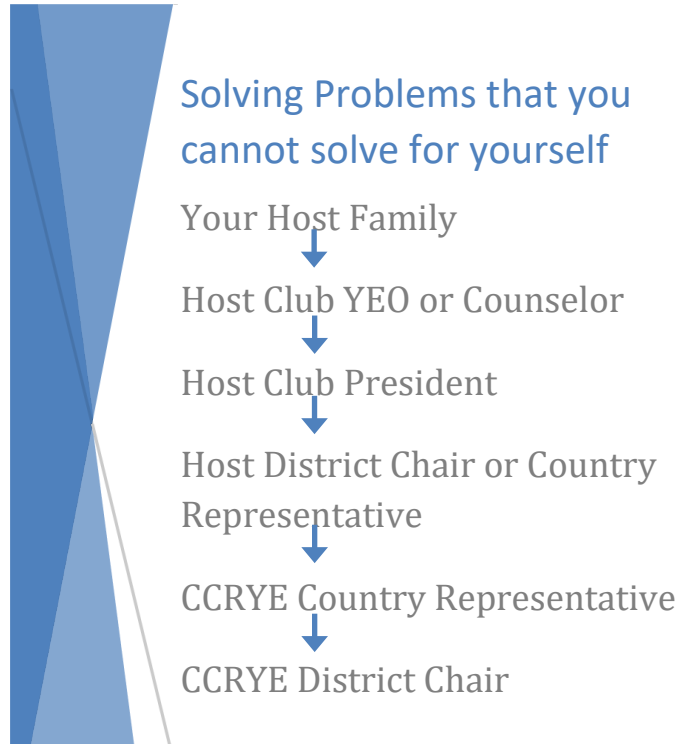 Solving Problems that you
cannot solve for yourself
Your Host Family
Host Club YEO or Counselor
Host Club President
Host District Chair or Country
Representative
CCRYE Country Representative
CCRYE District Chair